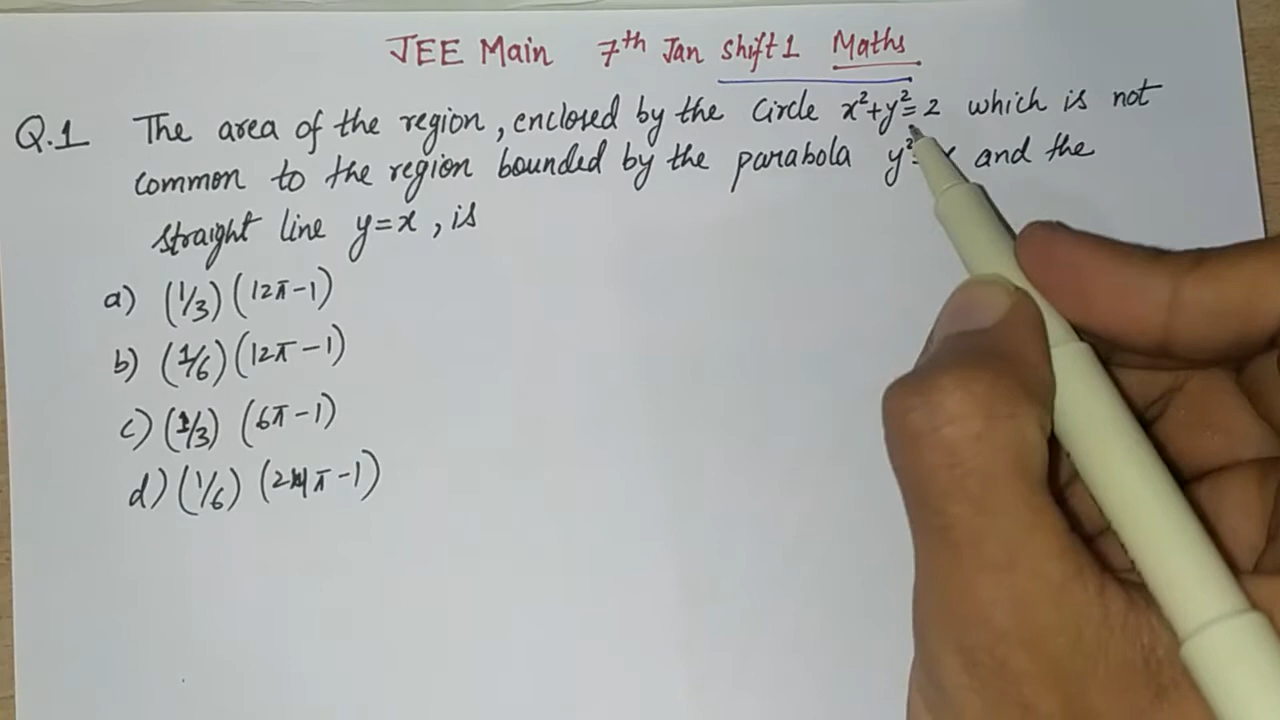 JEE Main 7th Jan Shift 1 Maths
Q.1 The area of the region, enclosed by the Circle x²+y²=2 which is not
common to the region bounded by the parabola y²= and the
straight line y=x, is
a) (1/3) (12π-1)
b) (1/6) (12π-1)
c) (1/3) (6π-1)
d) (1/6) (24π-1)